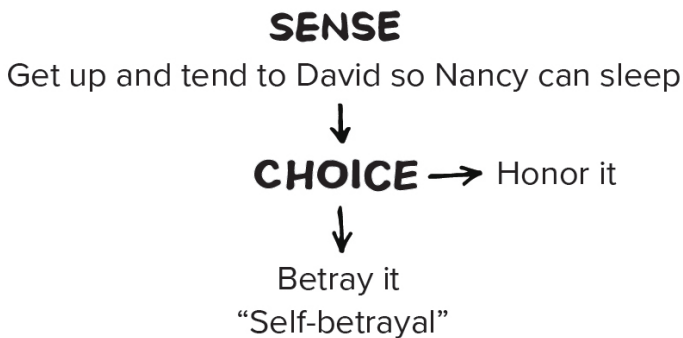 SENSE
Get up and tend to David so Nancy can sleep
CHOICE → Honor it
Betray it
“Self-betrayal”